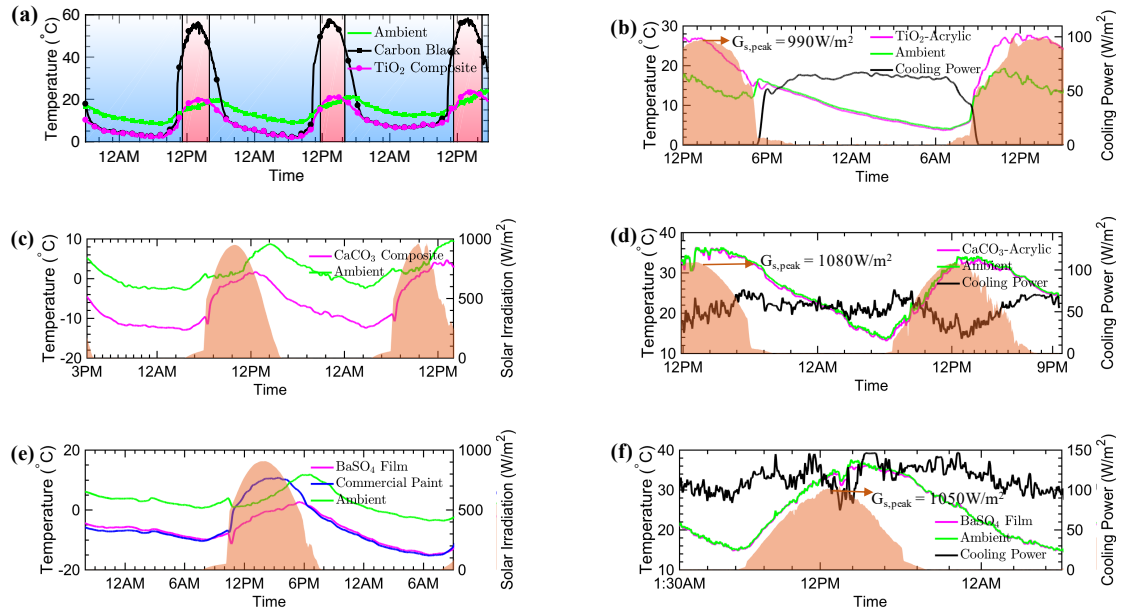 (a)
Temperature (°C)
60
40
20
0
Ambient
Carbon Black
TiO2 Composite
12AM 12PM 12AM 12PM 12AM 12PM
Time
(b)
Temperature (°C)
30
20
10
0
Gs,peak = 990W/m2
TiO2-Acrylic
Ambient
Cooling Power
100
50
0
Cooling Power (W/m2)
12PM 6PM 12AM 6AM 12PM
Time
(c)
Temperature (°C)
10
0
-10
-20
CaCO3 Composite
Ambient
1000
500
0
Solar Irradiation (W/m2)
3PM 12AM 12PM 12AM 12PM
Time
(d)
Temperature (°C)
40
30
20
10
Gs,peak = 1080W/m2
CaCO3-Acrylic
Ambient
Cooling Power
100
50
0
Cooling Power (W/m2)
12PM 12AM 12PM 9PM
Time
(e)
Temperature (°C)
20
0
-20
BaSO4 Film
Commercial Paint
Ambient
1000
500
0
Solar Irradiation (W/m2)
12AM 6AM 12PM 6PM 12AM
Time
(f)
Temperature (°C)
40
30
20
10
Gs,peak = 1050W/m2
BaSO4 Film
Ambient
Cooling Power
150
100
50
0
Cooling Power (W/m2)
1:30AM 12PM 12AM
Time